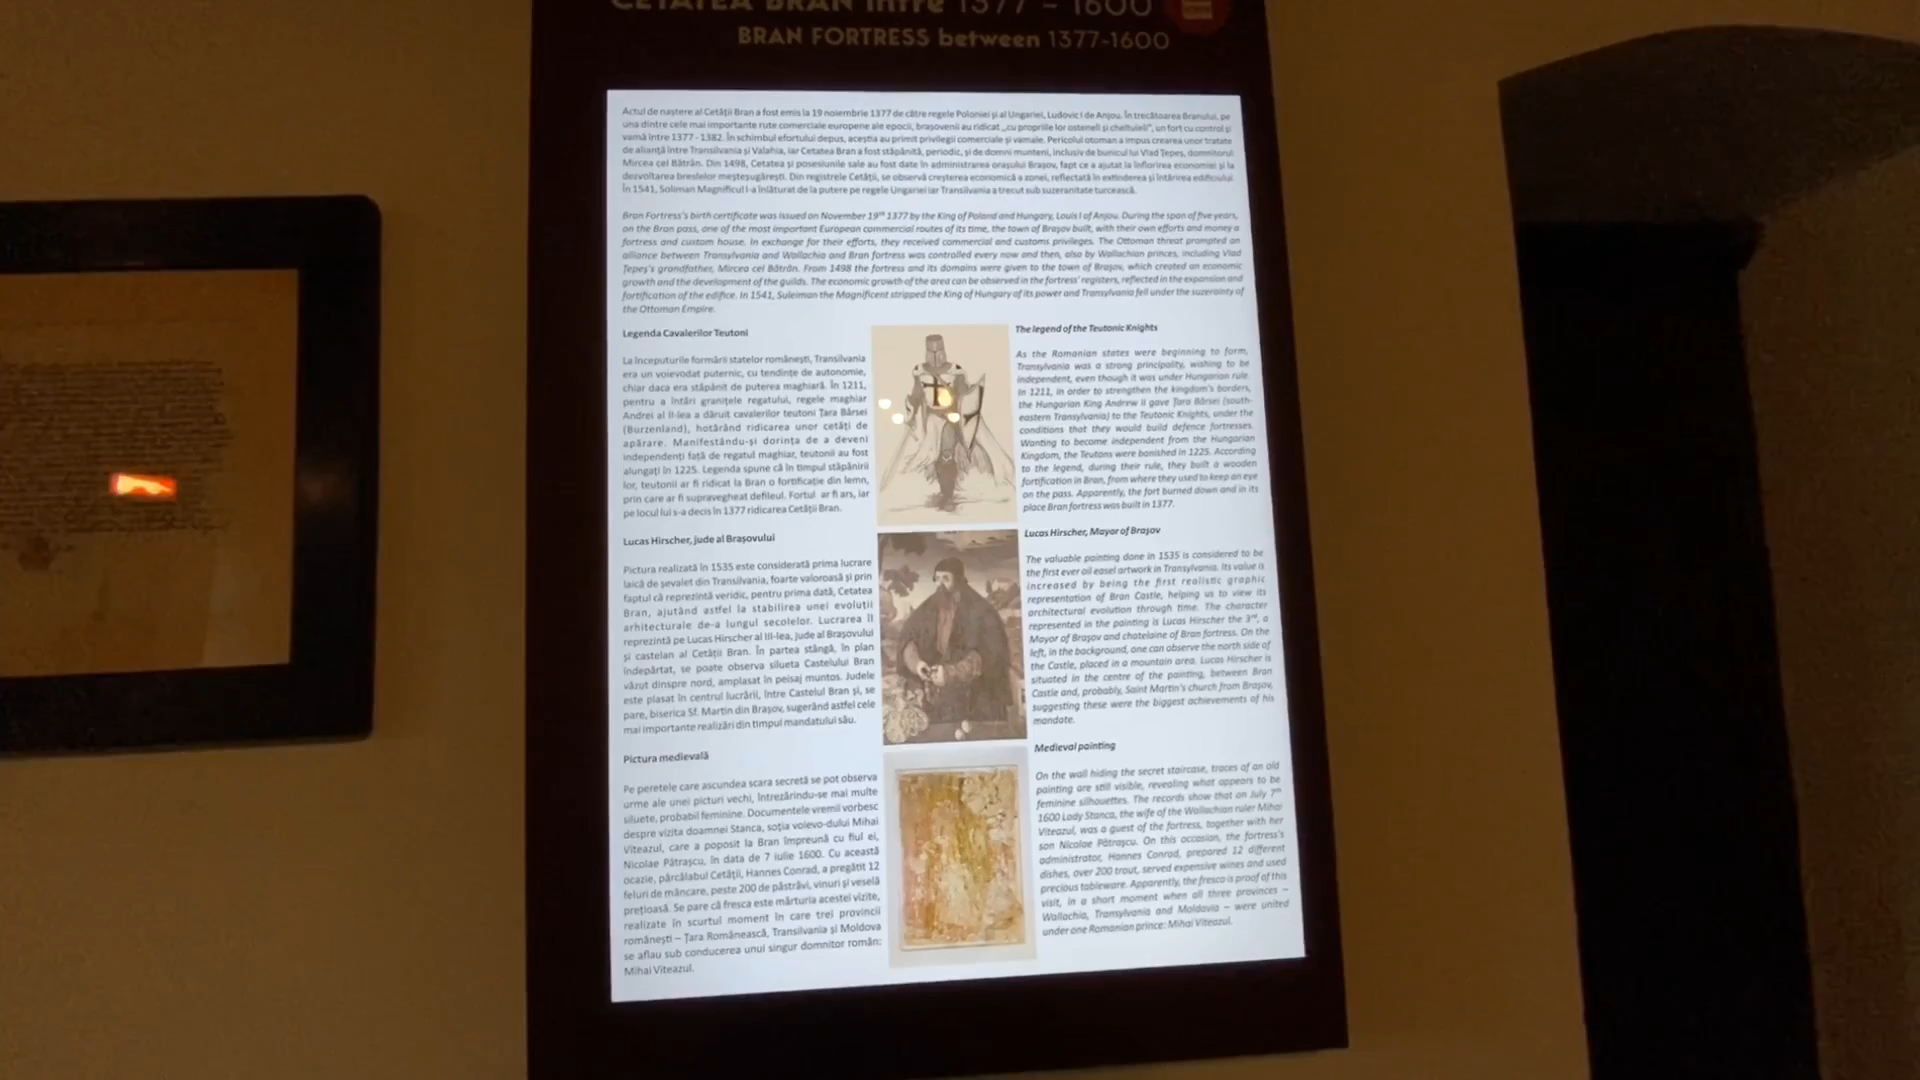 CETATEA BRAN între 1377 – 1600
BRAN FORTRESS between 1377-1600
Actul de naștere al Cetății Bran a fost emis la 19 noiembrie 1377 de către regele Poloniei și al Ungariei, Ludovic I de Anjou. În trecătoarea Branului, pe
una dintre cele mai importante rute comerciale europene ale epocii, brașovenii au ridicat „cu propriile lor osteneli și cheltuieli”, un fort cu control și
vamă între 1377 - 1382. În schimbul efortului depus, aceștia au primit privilegii comerciale și vamale. Pericolul otoman a impus crearea unor tratate
de alianță între Transilvania și Valahia, iar Cetatea Bran a fost stăpânită, periodic, și de domni munteni, inclusiv de bunicul lui Vlad Țepeș, domnitorul
Mircea cel Bătrân. Din 1498, Cetatea și posesiunile sale au fost date în administrarea orașului Brașov, fapt ce a ajutat la înflorirea economiei și la
dezvoltarea breslelor meșteșugărești. Din registrele Cetății, se observă creșterea economică a zonei, reflectată în extinderea și întărirea edificiului.
În 1541, Soliman Magnificul l-a înlăturat de la putere pe regele Ungariei iar Transilvania a trecut sub suzeranitate turcească.
Bran Fortress's birth certificate was issued on November 19th 1377 by the King of Poland and Hungary, Louis I of Anjou. During the span of five years,
on the Bran pass, one of the most important European commercial routes of its time, the town of Brașov built, with their own efforts and money a
fortress and custom house. In exchange for their efforts, they received commercial and customs privileges. The Ottoman threat prompted an
alliance between Transylvania and Wallachia and Bran fortress was controlled every now and then, also by Wallachian princes, including Vlad
Țepeș's grandfather, Mircea cel Bătrân. From 1498 the fortress and its domains were given to the town of Brașov, which created an economic
growth and the development of the guilds. The economic growth of the area can be observed in the fortress' registers, reflected in the expansion and
fortification of the edifice. In 1541, Suleiman the Magnificent stripped the King of Hungary of its power and Transylvania fell under the suzerainty of
the Ottoman Empire.
Legenda Cavalerilor Teutoni
La începuturile formării statelor românești, Transilvania
era un voievodat puternic, cu tendințe de autonomie,
chiar daca era stăpânit de puterea maghiară. În 1211,
pentru a întări granițele regatului, regele maghiar
Andrei al II-lea a dăruit cavalerilor teutoni Țara Bârsei
(Burzenland), hotărând ridicarea unor cetăți de
apărare. Manifestându-și dorința de a deveni
independenți față de regatul maghiar, teutonii au fost
alungați în 1225. Legenda spune că în timpul stăpânirii
lor, teutonii ar fi ridicat la Bran o fortificație din lemn,
prin care ar fi supravegheat defileul. Fortul ar fi ars, iar
pe locul lui s-a decis în 1377 ridicarea Cetății Bran.
The legend of the Teutonic Knights
As the Romanian states were beginning to form,
Transylvania was a strong principality, wishing to be
independent, even though it was under Hungarian rule.
In 1211, in order to strengthen the kingdom's borders,
the Hungarian King Andrew II gave Țara Bârsei (south-
eastern Transylvania) to the Teutonic Knights, under the
conditions that they would build defence fortresses.
Wanting to become independent from the Hungarian
Kingdom, the Teutons were banished in 1225. According
to the legend, during their rule, they built a wooden
fortification in Bran, from where they used to keep an eye
on the pass. Apparently, the fort burned down and in its
place Bran fortress was built in 1377.
Lucas Hirscher, jude al Brașovului
Pictura realizată în 1535 este considerată prima lucrare
laică de șevalet din Transilvania, foarte valoroasă și prin
faptul că reprezintă veridic, pentru prima dată, Cetatea
Bran, ajutând astfel la stabilirea unei evoluții
arhitecturale de-a lungul secolelor. Lucrarea îl
reprezintă pe Lucas Hirscher al III-lea, jude al Brașovului
și castelan al Cetății Bran. În partea stângă, în plan
îndepărtat, se poate observa silueta Castelului Bran
văzut dinspre nord, amplasat în peisaj muntos. Judele
este plasat în centrul lucrării, între Castelul Bran și, se
pare, biserica Sf. Martin din Brașov, sugerând astfel cele
mai importante realizări din timpul mandatului său.
Lucas Hirscher, Mayor of Brașov
The valuable painting done in 1535 is considered to be
the first ever oil easel artwork in Transylvania. Its value is
increased by being the first realistic graphic
representation of Bran Castle, helping us to view its
architectural evolution through time. The character
represented in the painting is Lucas Hirscher the 3rd, a
Mayor of Brașov and chatelaine of Bran fortress. On the
left, in the background, one can observe the north side of
the Castle, placed in a mountain area. Lucas Hirscher is
situated in the centre of the painting, between Bran
Castle and, probably, Saint Martin's church from Brașov,
suggesting these were the biggest achievements of his
mandate.
Pictura medievală
Pe peretele care ascundea scara secretă se pot observa
urme ale unei picturi vechi, întrezărindu-se mai multe
siluete, probabil feminine. Documentele vremii vorbesc
despre vizita doamnei Stanca, soția voievo-dului Mihai
Viteazul, care a poposit la Bran împreună cu fiul ei,
Nicolae Pătrașcu, în data de 7 iulie 1600. Cu această
ocazie, pârcălabul Cetății, Hannes Conrad, a pregătit 12
feluri de mâncare, peste 200 de păstrăvi, vinuri și veselă
prețioasă. Se pare că fresca este mărturia acestei vizite,
realizate în scurtul moment în care trei provincii
românești – Țara Românească, Transilvania și Moldova
se aflau sub conducerea unui singur domnitor român:
Mihai Viteazul.
Medieval painting
On the wall hiding the secret staircase, traces of an old
painting are still visible, revealing what appears to be
feminine silhouettes. The records show that on July 7th
1600 Lady Stanca, the wife of the Wallachian ruler Mihai
Viteazul, was a guest of the fortress, together with her
son Nicolae Pătrașcu. On this occasion, the fortress's
administrator, Hannes Conrad, prepared 12 different
dishes, over 200 trout, served expensive wines and used
precious tableware. Apparently, the fresco is proof of this
visit, in a short moment when all three provinces –
Wallachia, Transylvania and Moldavia – were united
under one Romanian prince: Mihai Viteazul.